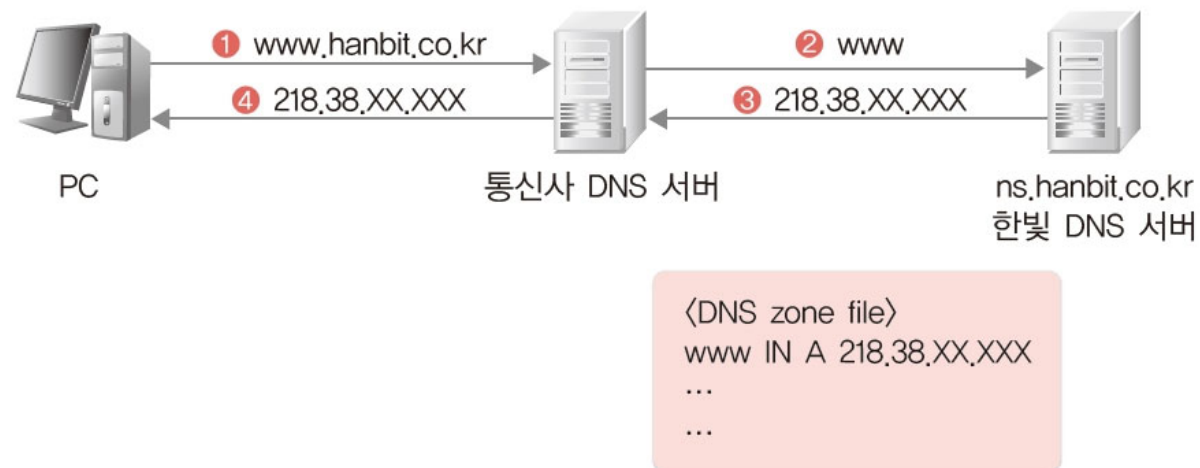 ❶ www.hanbit.co.kr
❷ www
❹ 218.38.XX.XXX
❸ 218.38.XX.XXX
PC
통신사 DNS 서버
ns.hanbit.co.kr
한빛 DNS 서버
〈DNS zone file〉
www IN A 218.38.XX.XXX
...
...